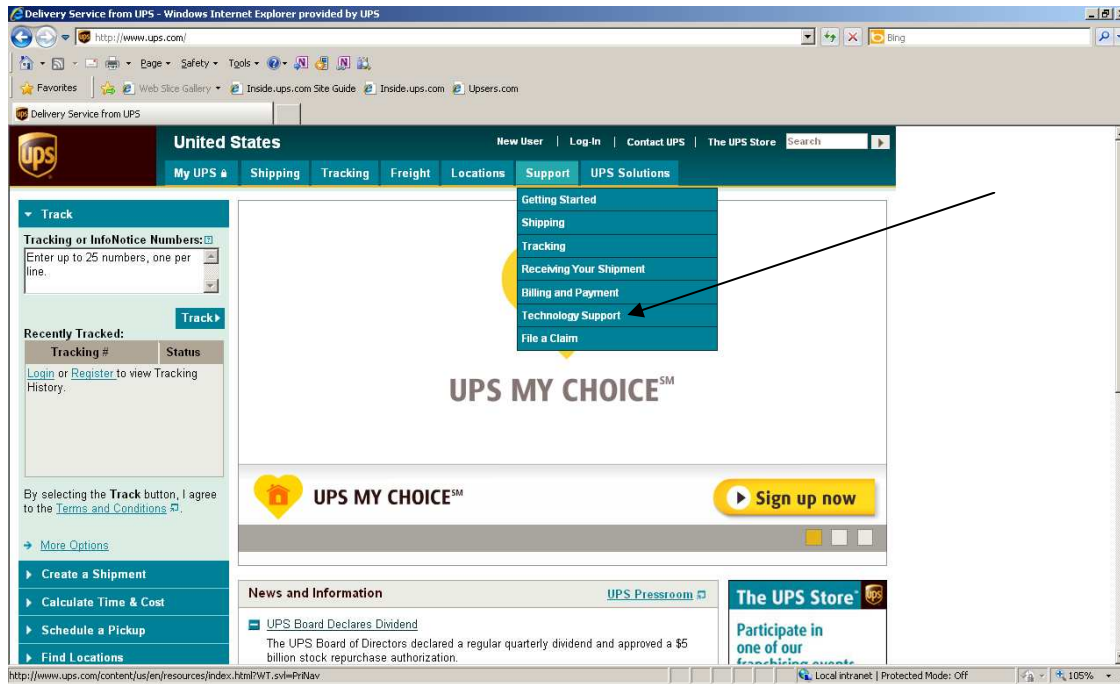 Delivery Service from UPS - Windows Internet Explorer provided by UPS
http://www.ups.com/
Bing
Page Safety Tools
Favorites Web Slice Gallery Inside.ups.com Site Guide Inside.ups.com Upsers.com
Delivery Service from UPS
ups
United States
New User | Log-In | Contact UPS | The UPS Store Search
My UPS Shipping Tracking Freight Locations Support UPS Solutions
Getting Started
Shipping
Tracking
Receiving Your Shipment
Billing and Payment
Technology Support
File a Claim
Track
Tracking or InfoNotice Numbers:
Enter up to 25 numbers, one per
line.
Track
Recently Tracked:
Tracking # Status
Login or Register to view Tracking
History.
By selecting the Track button, I agree
to the Terms and Conditions.
More Options
Create a Shipment
Calculate Time & Cost
Schedule a Pickup
Find Locations
UPS MY CHOICE℠
UPS MY CHOICE℠
Sign up now
News and Information UPS Pressroom
UPS Board Declares Dividend
The UPS Board of Directors declared a regular quarterly dividend and approved a $5
billion stock repurchase authorization.
The UPS Store ups
Participate in
one of our
franchising events
http://www.ups.com/content/us/en/resources/index.html?WT.svl=PriNav
Local intranet | Protected Mode: Off
105%